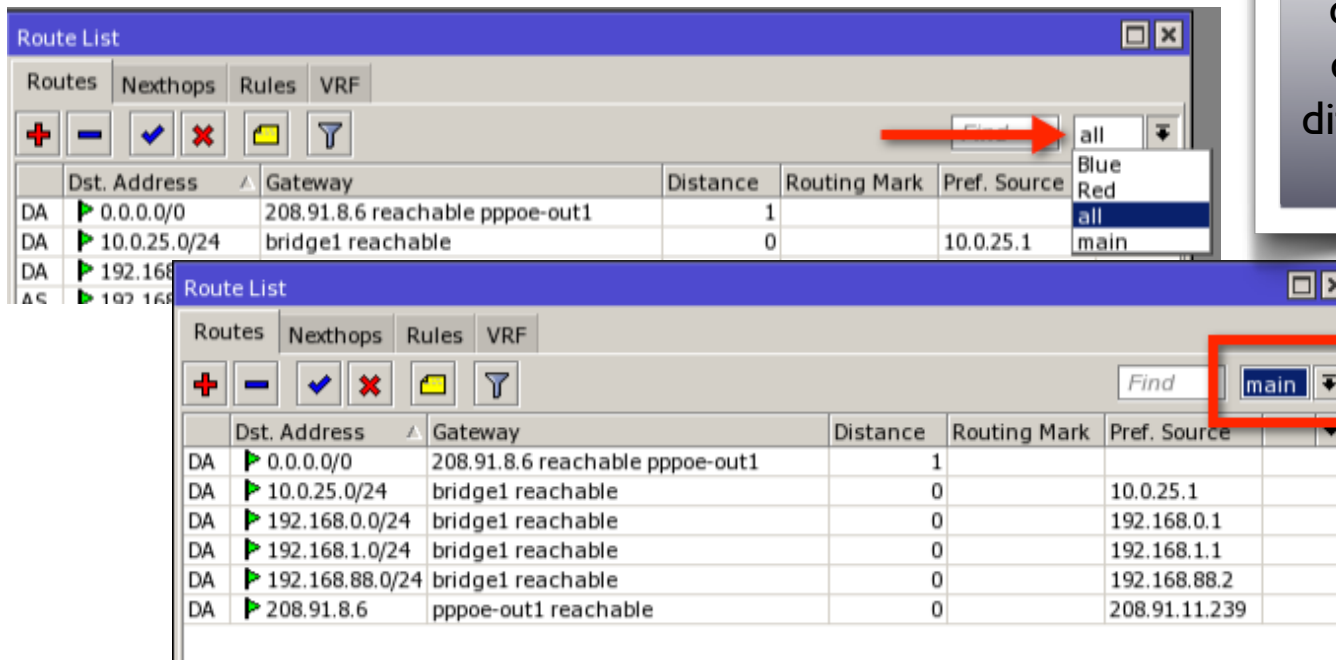 Route List
Routes Nexthops Rules VRF
Find all
Blue
Red
all
main
Dst. Address Gateway Distance Routing Mark Pref. Source
DA 0.0.0.0/0 208.91.8.6 reachable pppoe-out1 1
DA 10.0.25.0/24 bridge1 reachable 0 10.0.25.1
DA 192.168
AS 192.168
Route List
Routes Nexthops Rules VRF
Find main
Dst. Address Gateway Distance Routing Mark Pref. Source
DA 0.0.0.0/0 208.91.8.6 reachable pppoe-out1 1
DA 10.0.25.0/24 bridge1 reachable 0 10.0.25.1
DA 192.168.0.0/24 bridge1 reachable 0 192.168.0.1
DA 192.168.1.0/24 bridge1 reachable 0 192.168.1.1
DA 192.168.88.0/24 bridge1 reachable 0 192.168.88.2
DA 208.91.8.6 pppoe-out1 reachable 0 208.91.11.239